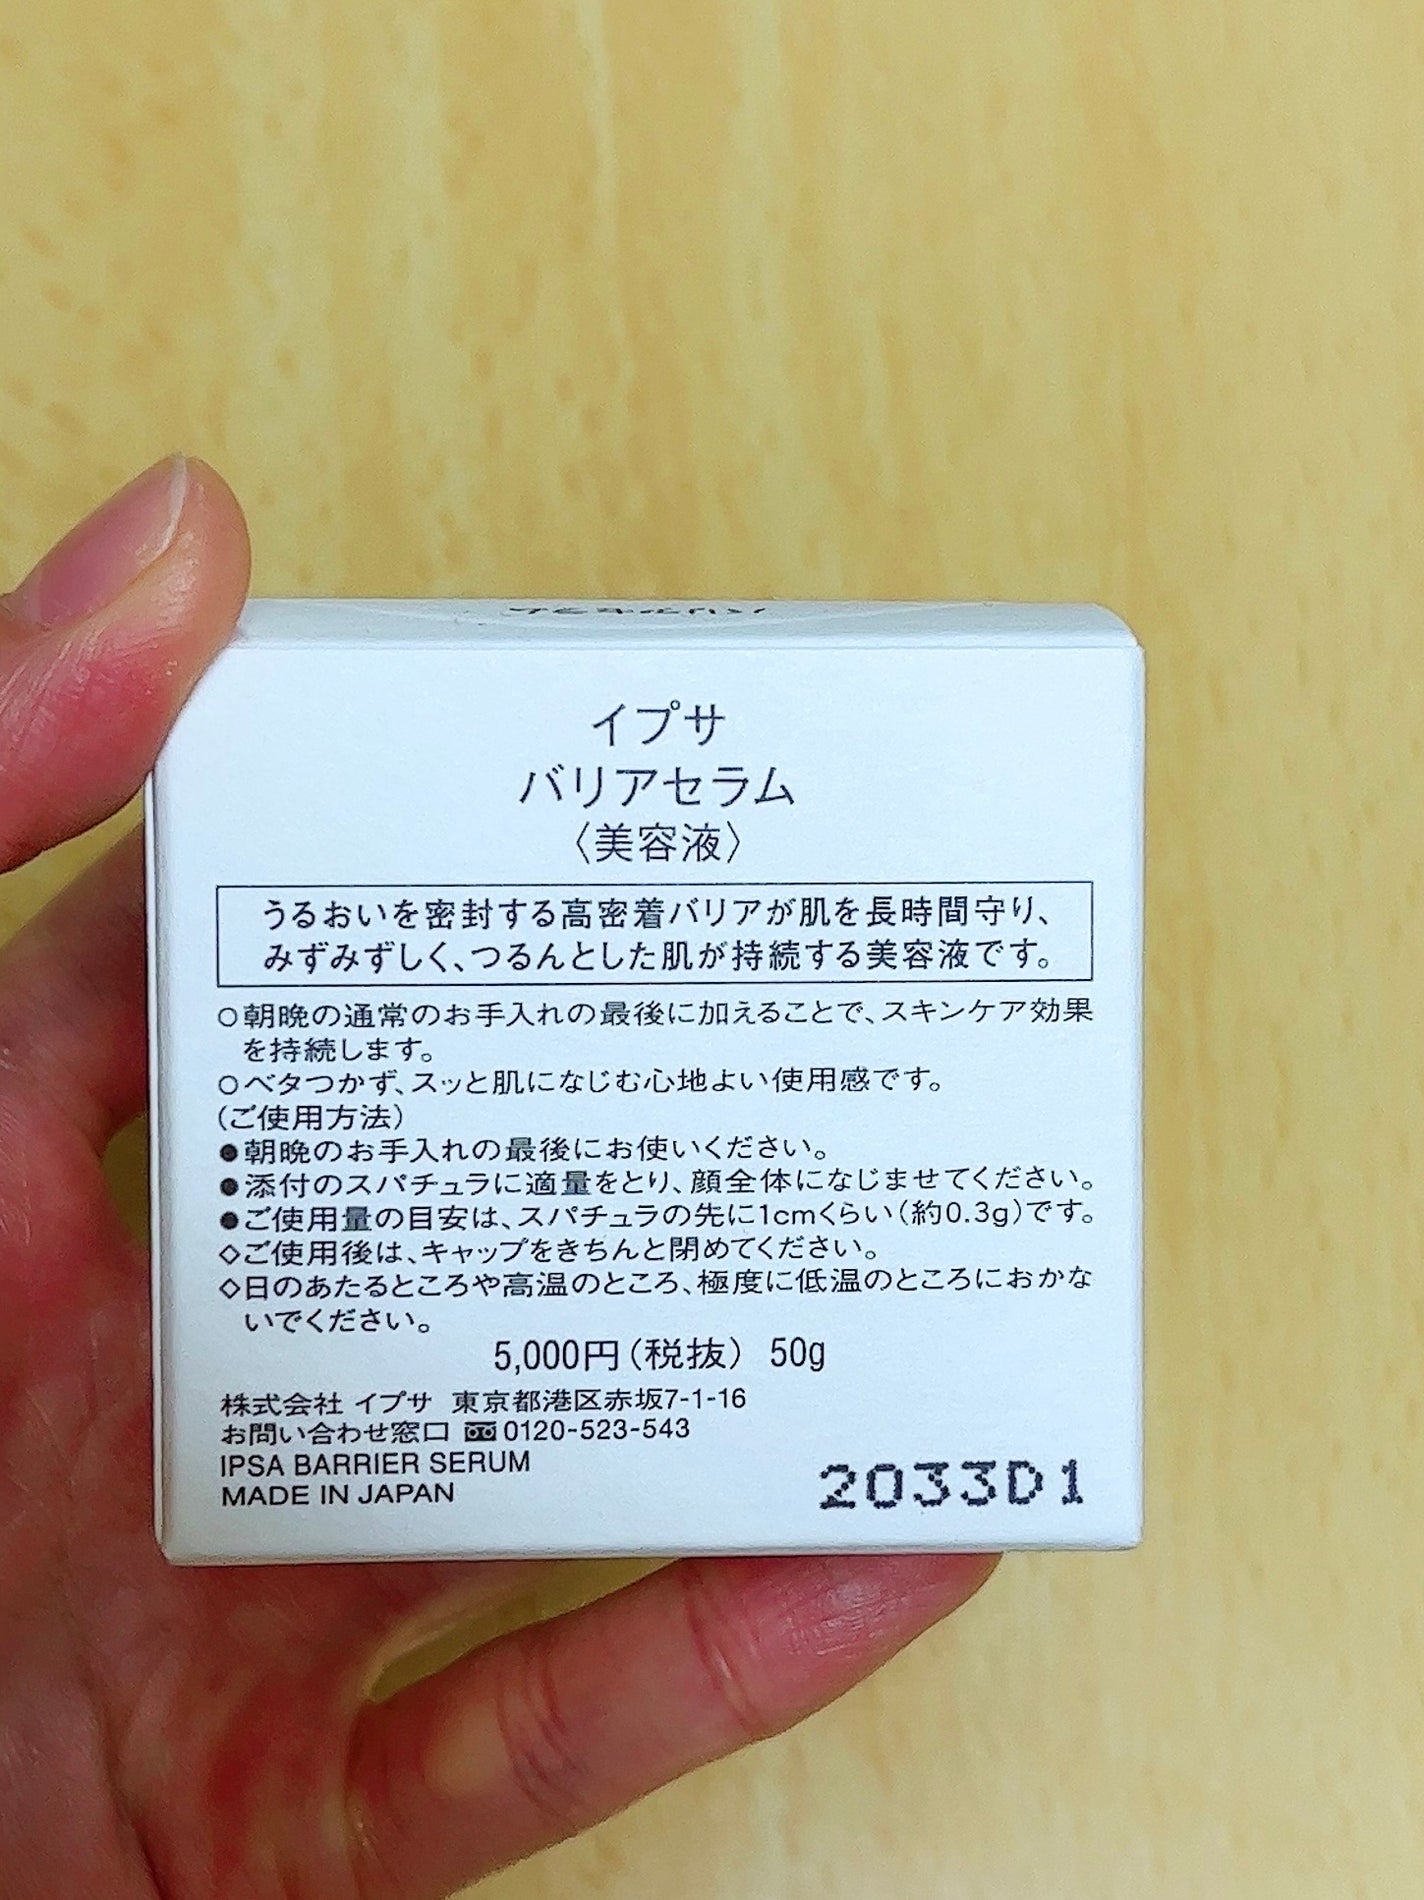 イプサ
バリアセラム
〈美容液〉
うるおいを密封する高密着バリアが肌を長時間守り、
みずみずしく、つるんとした肌が持続する美容液です。
○朝晩の通常のお手入れの最後に加えることで、スキンケア効果
を持続します。
○ベタつかず、スッと肌になじむ心地よい使用感です。
(ご使用方法)
●朝晩のお手入れの最後にお使いください。
●添付のスパチュラに適量をとり、顔全体になじませてください。
●ご使用量の目安は、スパチュラの先に1cmくらい(約0.3g)です。
◇ご使用後は、キャップをきちんと閉めてください。
◇日のあたるところや高温のところ、極度に低温のところにおかな
いでください。
5,000円(税抜) 50g
株式会社 イプサ 東京都港区赤坂7-1-16
お問い合わせ窓口 0120-523-543
IPSA BARRIER SERUM
MADE IN JAPAN
2033D1